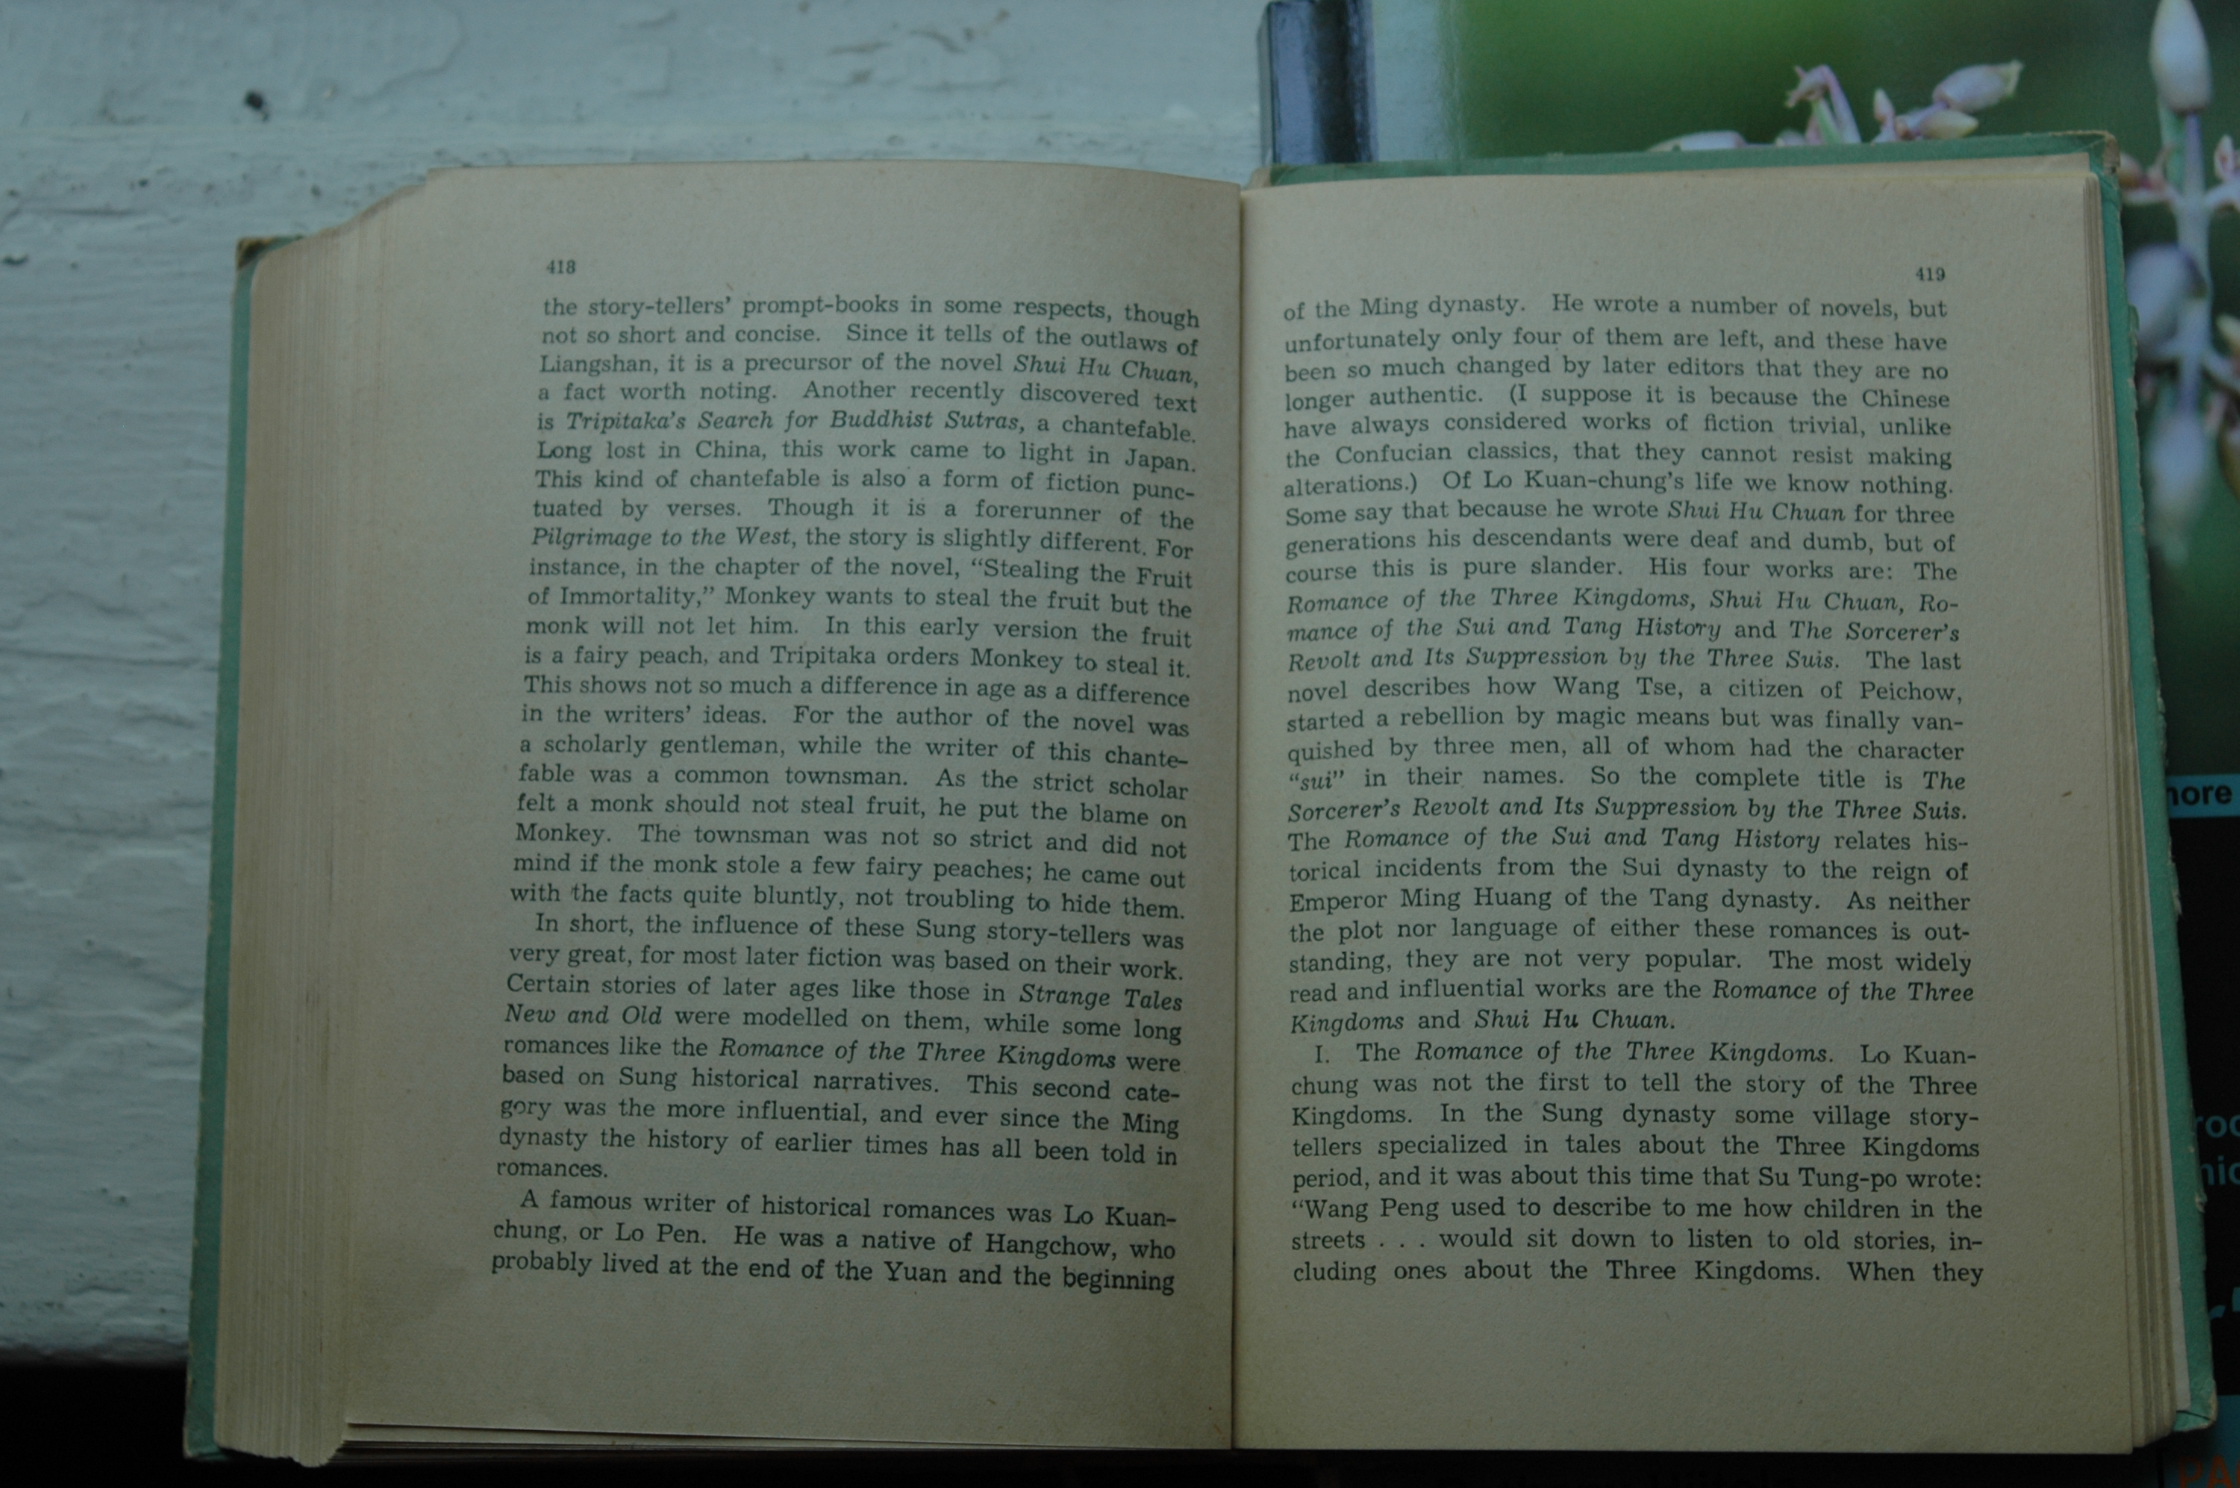 418
the story-tellers' prompt-books in some respects, though
not so short and concise. Since it tells of the outlaws of
Liangshan, it is a precursor of the novel Shui Hu Chuan,
a fact worth noting. Another recently discovered text
is Tripitaka's Search for Buddhist Sutras, a chantefable.
Long lost in China, this work came to light in Japan.
This kind of chantefable is also a form of fiction punc-
tuated by verses. Though it is a forerunner of the
Pilgrimage to the West, the story is slightly different. For
instance, in the chapter of the novel, “Stealing the Fruit
of Immortality,” Monkey wants to steal the fruit but the
monk will not let him. In this early version the fruit
is a fairy peach, and Tripitaka orders Monkey to steal it.
This shows not so much a difference in age as a difference
in the writers' ideas. For the author of the novel was
a scholarly gentleman, while the writer of this chante-
fable was a common townsman. As the strict scholar
felt a monk should not steal fruit, he put the blame on
Monkey. The townsman was not so strict and did not
mind if the monk stole a few fairy peaches; he came out
with the facts quite bluntly, not troubling to hide them.
In short, the influence of these Sung story-tellers was
very great, for most later fiction was based on their work.
Certain stories of later ages like those in Strange Tales
New and Old were modelled on them, while some long
romances like the Romance of the Three Kingdoms were
based on Sung historical narratives. This second cate-
gory was the more influential, and ever since the Ming
dynasty the history of earlier times has all been told in
romances.
A famous writer of historical romances was Lo Kuan-
chung, or Lo Pen. He was a native of Hangchow, who
probably lived at the end of the Yuan and the beginning
419
of the Ming dynasty. He wrote a number of novels, but
unfortunately only four of them are left, and these have
been so much changed by later editors that they are no
longer authentic. (I suppose it is because the Chinese
have always considered works of fiction trivial, unlike
the Confucian classics, that they cannot resist making
alterations.) Of Lo Kuan-chung's life we know nothing.
Some say that because he wrote Shui Hu Chuan for three
generations his descendants were deaf and dumb, but of
course this is pure slander. His four works are: The
Romance of the Three Kingdoms, Shui Hu Chuan, Ro-
mance of the Sui and Tang History and The Sorcerer's
Revolt and Its Suppression by the Three Suis. The last
novel describes how Wang Tse, a citizen of Peichow,
started a rebellion by magic means but was finally van-
quished by three men, all of whom had the character
“sui” in their names. So the complete title is The
Sorcerer's Revolt and Its Suppression by the Three Suis.
The Romance of the Sui and Tang History relates his-
torical incidents from the Sui dynasty to the reign of
Emperor Ming Huang of the Tang dynasty. As neither
the plot nor language of either these romances is out-
standing, they are not very popular. The most widely
read and influential works are the Romance of the Three
Kingdoms and Shui Hu Chuan.
I. The Romance of the Three Kingdoms. Lo Kuan-
chung was not the first to tell the story of the Three
Kingdoms. In the Sung dynasty some village story-
tellers specialized in tales about the Three Kingdoms
period, and it was about this time that Su Tung-po wrote:
“Wang Peng used to describe to me how children in the
streets . . . would sit down to listen to old stories, in-
cluding ones about the Three Kingdoms. When they